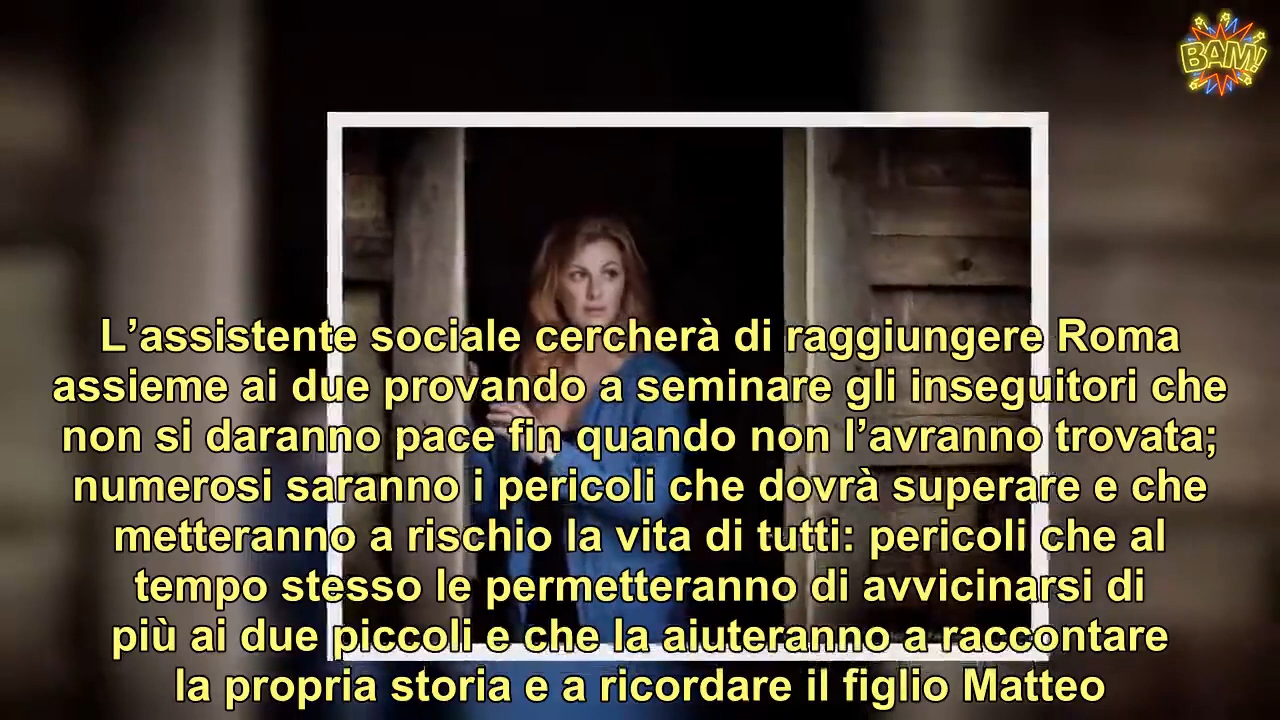 BAM!
L’assistente sociale cercherà di raggiungere Roma
assieme ai due provando a seminare gli inseguitori che
non si daranno pace fin quando non l’avranno trovata;
numerosi saranno i pericoli che dovrà superare e che
metteranno a rischio la vita di tutti: pericoli che al
tempo stesso le permetteranno di avvicinarsi di
più ai due piccoli e che la aiuteranno a raccontare
la propria storia e a ricordare il figlio Matteo